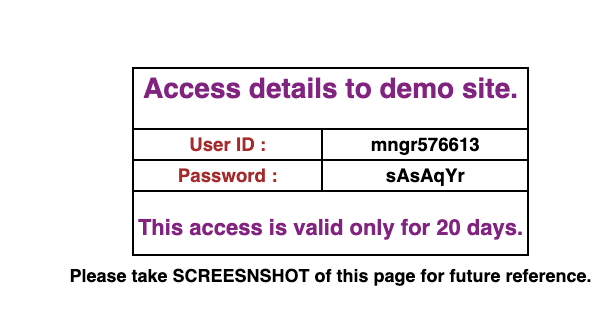 Access details to demo site.
User ID : mngr576613
Password : sAsAqYr
This access is valid only for 20 days.
Please take SCREESNSHOT of this page for future reference.